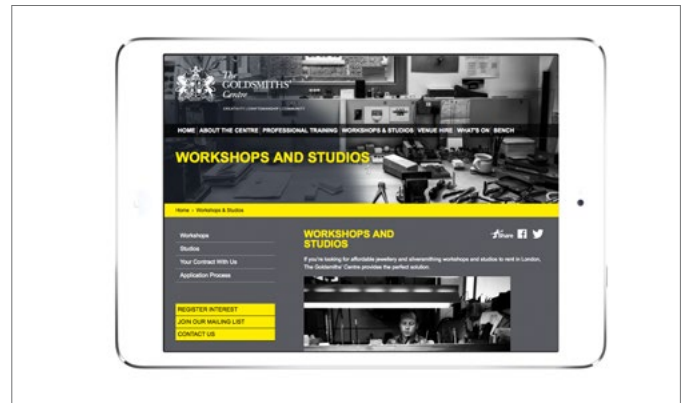 The
GOLDSMITHS'
Centre
CREATIVITY | CRAFTSMANSHIP | COMMUNITY
HOME ABOUT THE CENTRE PROFESSIONAL TRAINING WORKSHOPS & STUDIOS VENUE HIRE WHAT'S ON BENCH
WORKSHOPS AND STUDIOS
Home › Workshops & Studios
Workshops
Studios
Your Contract With Us
Application Process
REGISTER INTEREST
JOIN OUR MAILING LIST
CONTACT US
WORKSHOPS AND
STUDIOS
Share
If you're looking for affordable jewellery and silversmithing workshops and studios to rent in London,
The Goldsmiths' Centre provides the perfect solution.